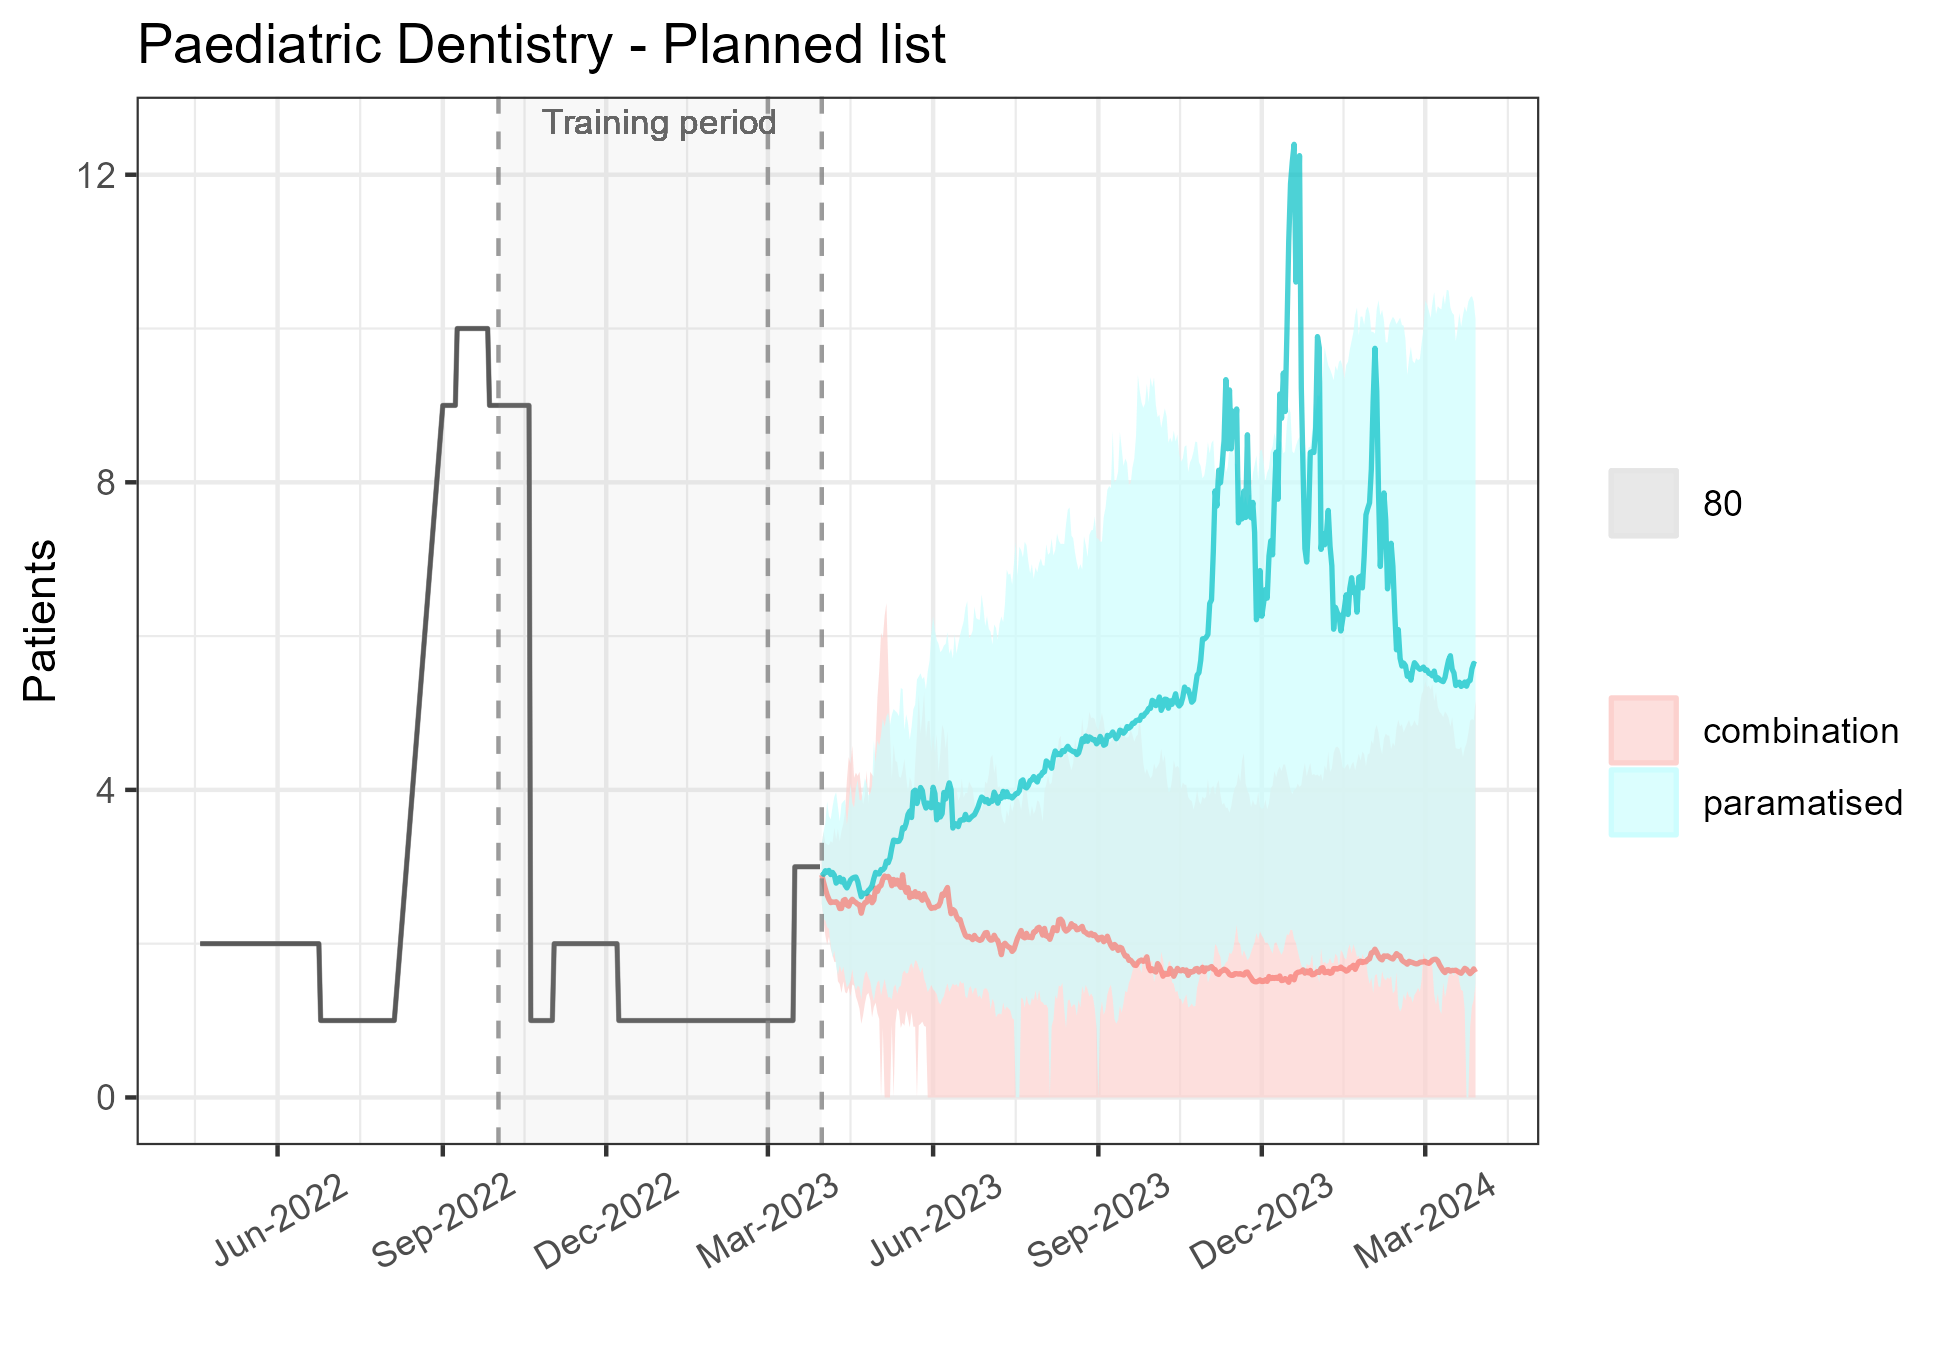 Paediatric Dentistry - Planned list
Training period
12
8
4
0
Patients
Jun-2022
Sep-2022
Dec-2022
Mar-2023
Jun-2023
Sep-2023
Dec-2023
Mar-2024
80
combination
paramatised